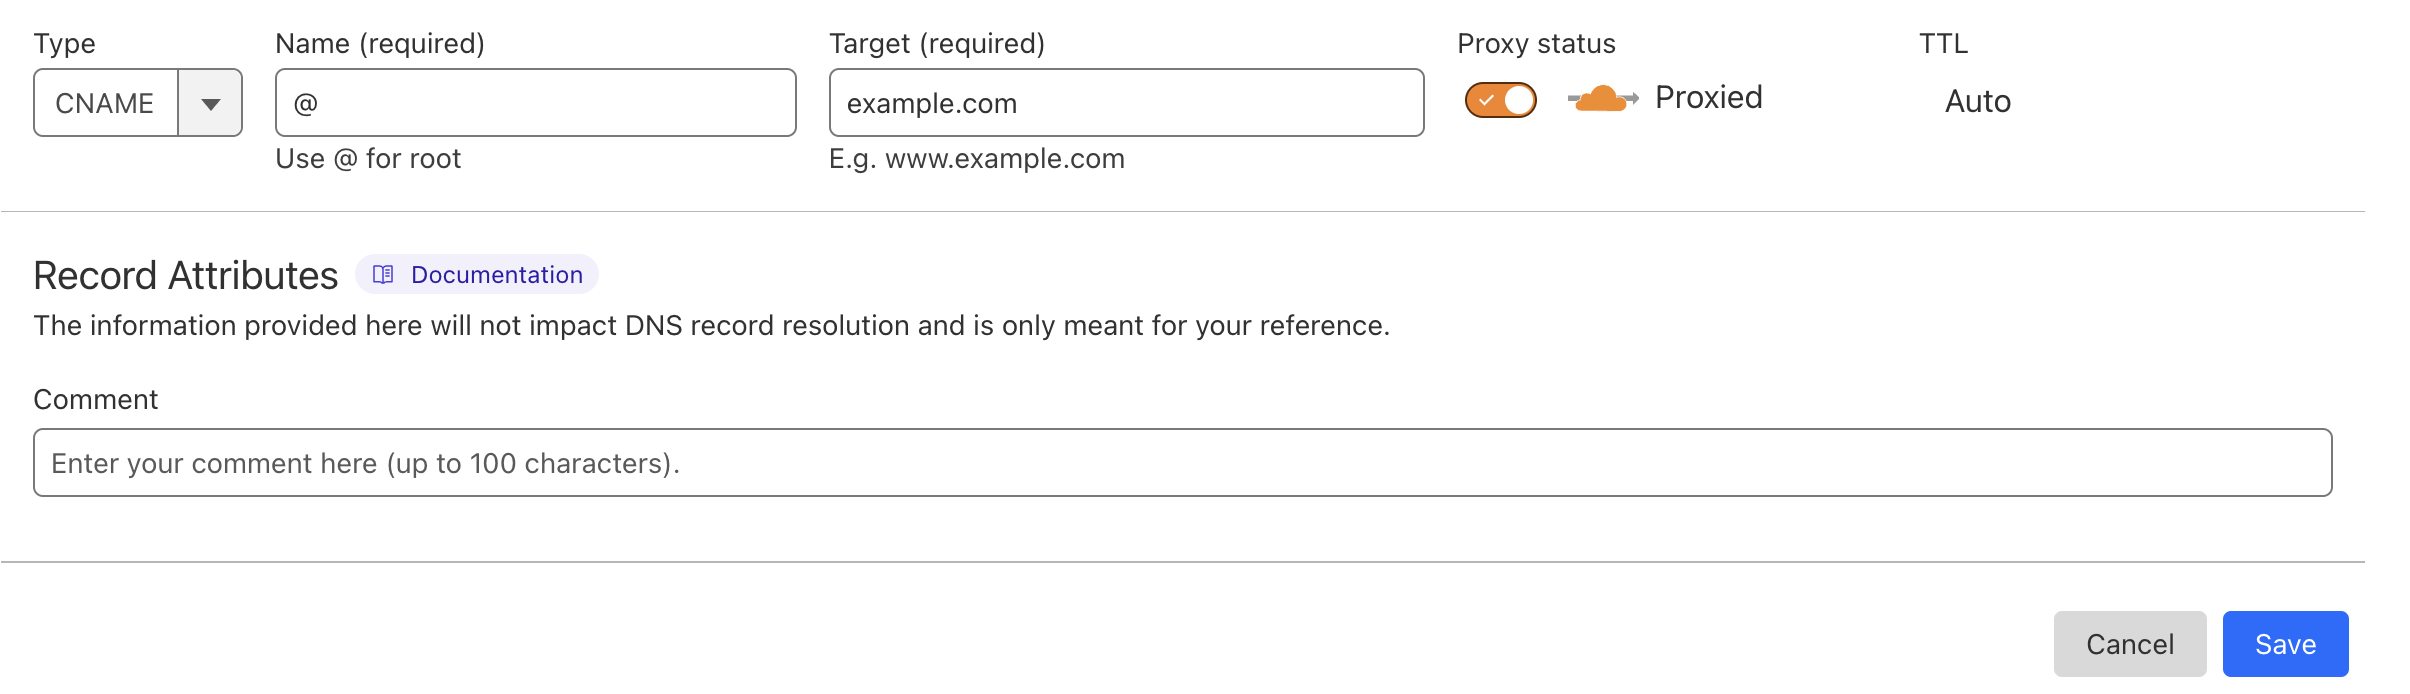 Type Name (required) Target (required) Proxy status TTL
CNAME @ example.com Proxied Auto
Use @ for root E.g. www.example.com
Record Attributes Documentation
The information provided here will not impact DNS record resolution and is only meant for your reference.
Comment
Enter your comment here (up to 100 characters).
Cancel Save